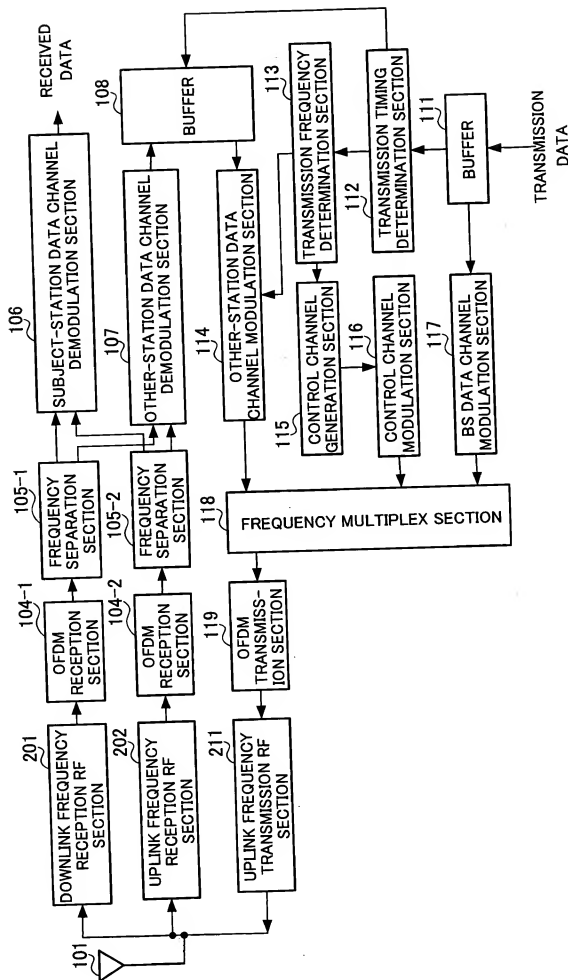 101
201
DOWNLINK FREQUENCY
RECEPTION RF
SECTION
104-1
OFDM
RECEPTION
SECTION
105-1
FREQUENCY
SEPARATION
SECTION
106
SUBJECT-STATION DATA CHANNEL
DEMODULATION SECTION
RECEIVED
DATA
202
UPLINK FREQUENCY
RECEPTION RF
SECTION
104-2
OFDM
RECEPTION
SECTION
105-2
FREQUENCY
SEPARATION
SECTION
107
OTHER-STATION DATA CHANNEL
DEMODULATION SECTION
108
BUFFER
211
UPLINK FREQUENCY
TRANSMISSION RF
SECTION
119
OFDM
TRANSMISS-
ION SECTION
118
FREQUENCY MULTIPLEX SECTION
114
OTHER-STATION DATA
CHANNEL MODULATION SECTION
113
TRANSMISSION FREQUENCY
DETERMINATION SECTION
115
CONTROL CHANNEL
GENERATION SECTION
112
TRANSMISSION TIMING
DETERMINATION SECTION
116
CONTROL CHANNEL
MODULATION SECTION
111
BUFFER
117
BS DATA CHANNEL
MODULATION SECTION
TRANSMISSION
DATA